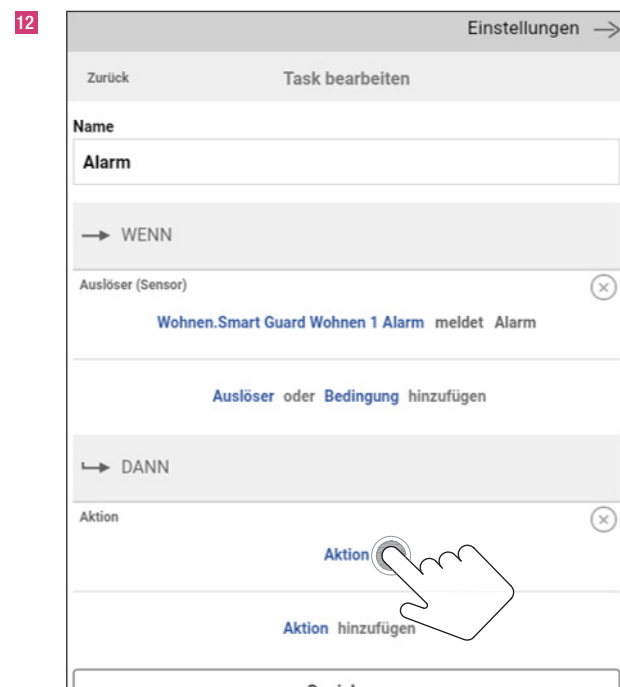 12
Einstellungen
Zurück Task bearbeiten
Name
Alarm
WENN
Auslöser (Sensor)
Wohnen.Smart Guard Wohnen 1 Alarm meldet Alarm
Auslöser oder Bedingung hinzufügen
DANN
Aktion
Aktion
Aktion hinzufügen